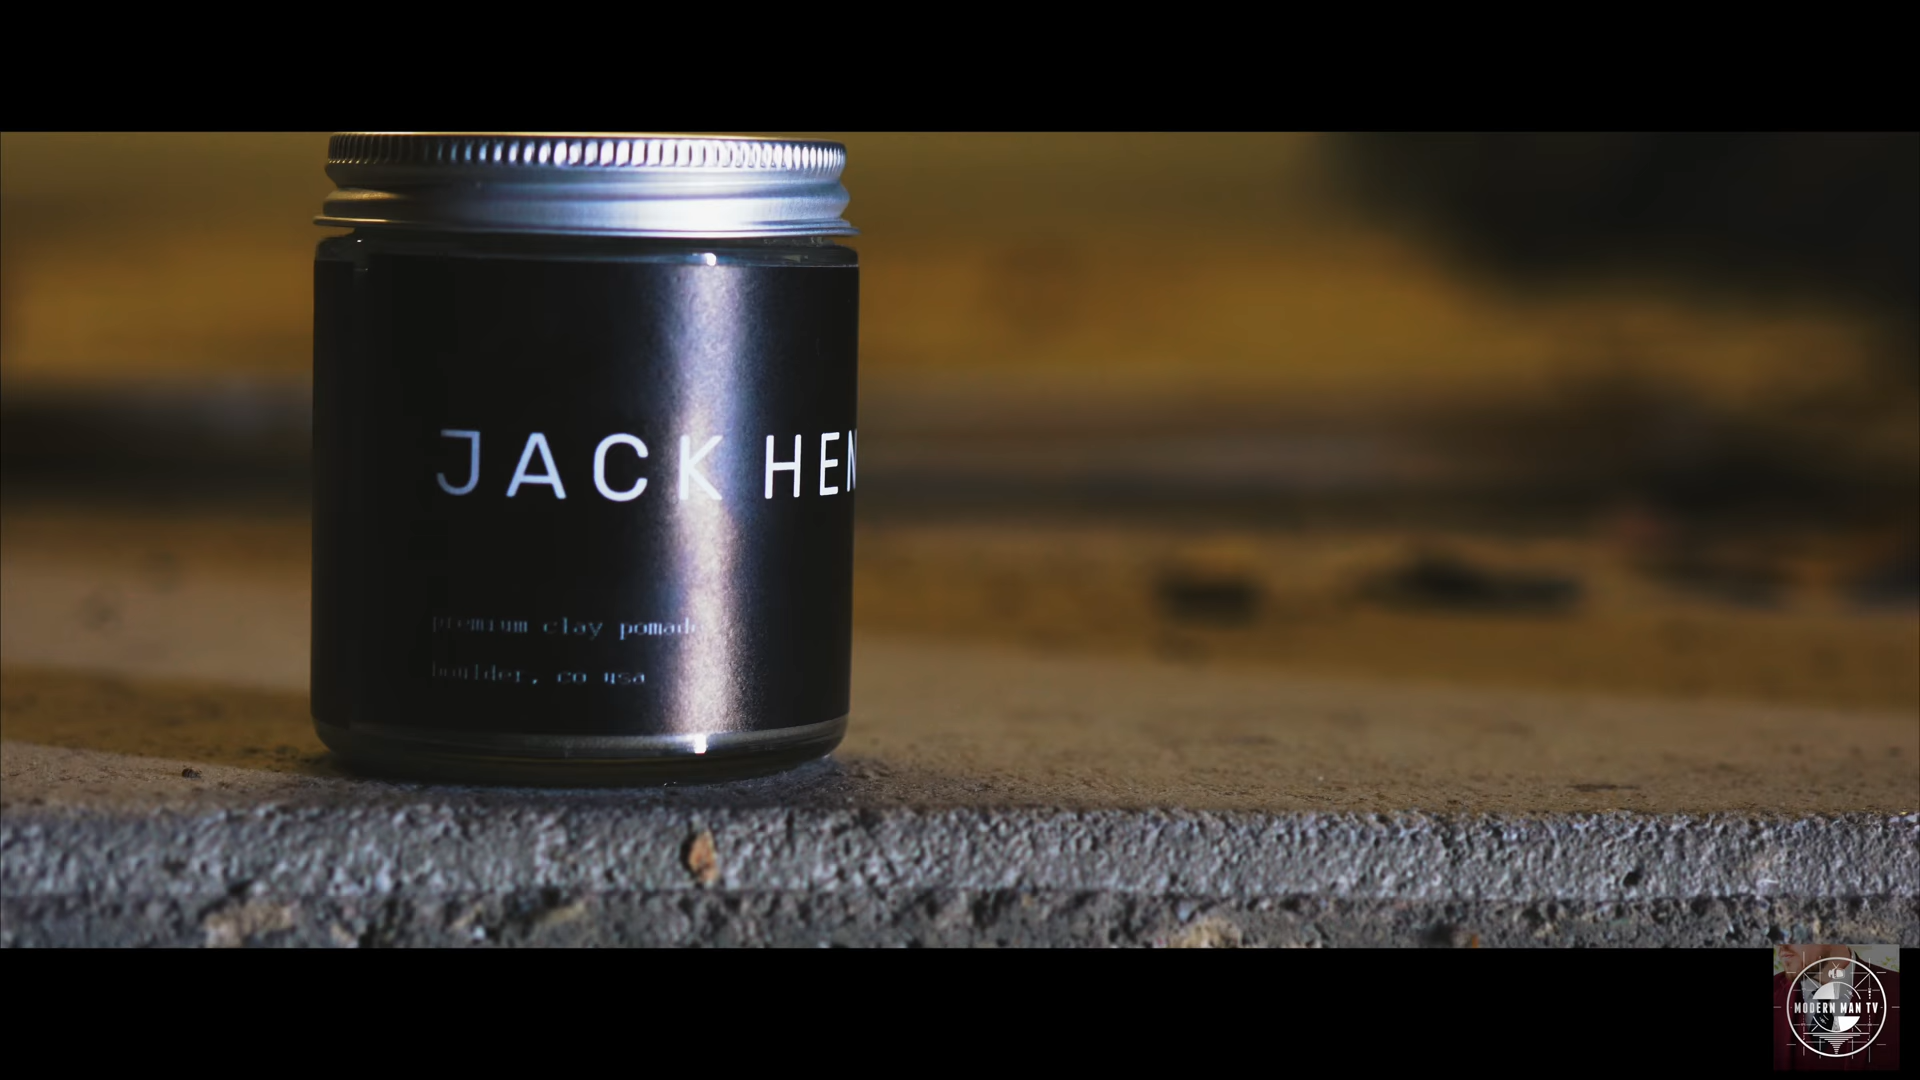 JACK HEN
premium clay pomade
boulder, co usa
MODERN MAN TV